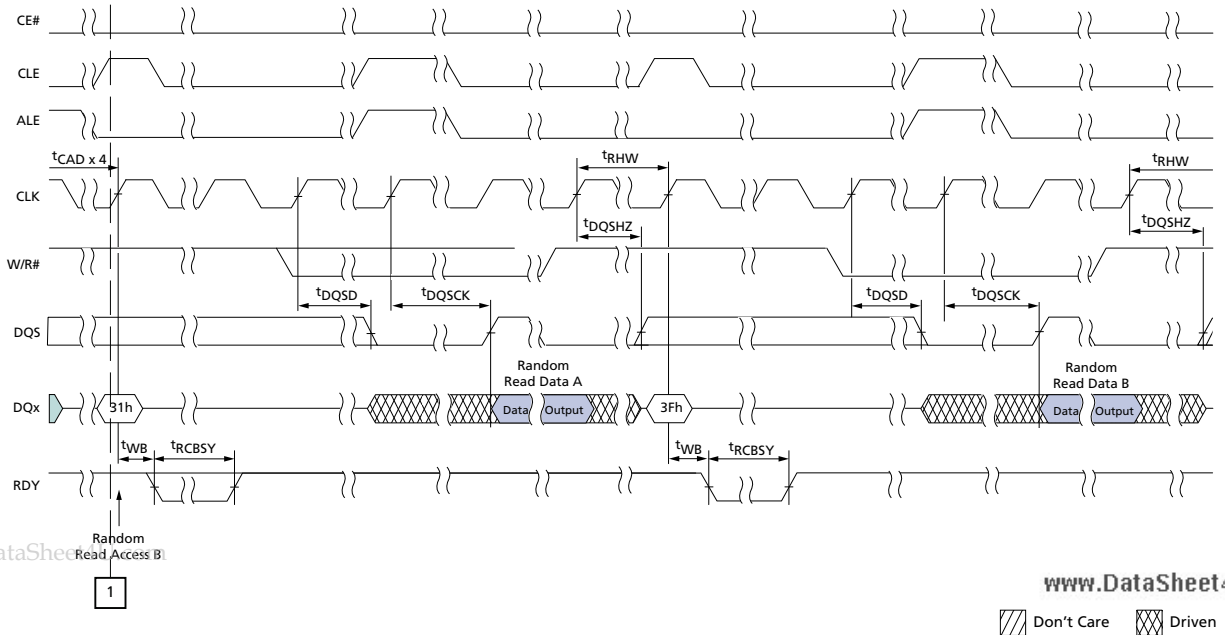 CE#
CLE
ALE
tCAD x 4
tRHW
tRHW
CLK
tDQSHZ
tDQSHZ
W/R#
tDQSD
tDQSCK
tDQSD
tDQSCK
DQS
Random
Read Data A
Random
Read Data B
DQx
31h
Data Output
3Fh
Data Output
tWB
tRCBSY
tWB
tRCBSY
RDY
Random
Read Access B
ataSheet4U.com
1
www.DataSheet4
Don't Care
Driven